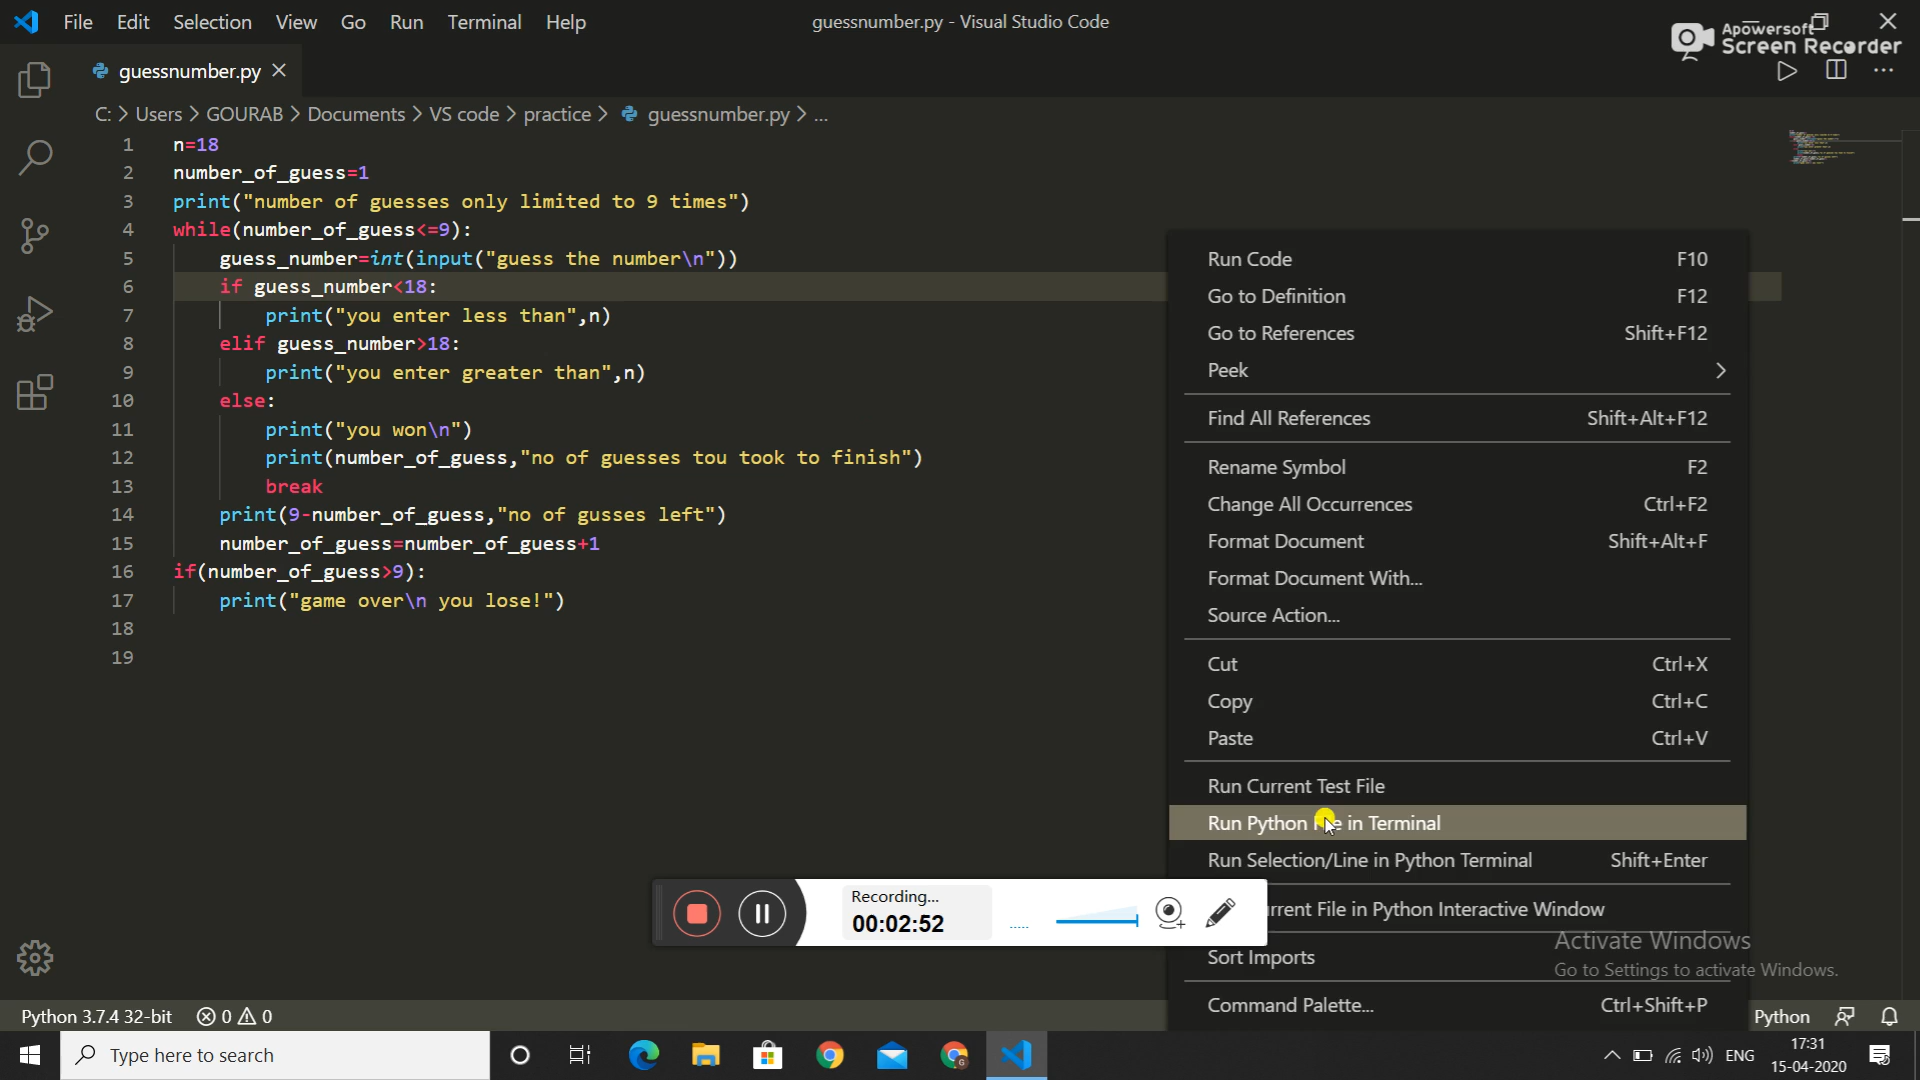 File Edit Selection View Go Run Terminal Help
guessnumber.py - Visual Studio Code
Apowersoft
Screen Recorder
guessnumber.py
C: > Users > GOURAB > Documents > VS code > practice > guessnumber.py > ...
1 n=18
2 number_of_guess=1
3 print("number of guesses only limited to 9 times")
4 while(number_of_guess<=9):
5 guess_number=int(input("guess the number\n"))
6 if guess_number<18:
7 print("you enter less than",n)
8 elif guess_number>18:
9 print("you enter greater than",n)
10 else:
11 print("you won\n")
12 print(number_of_guess,"no of guesses tou took to finish")
13 break
14 print(9-number_of_guess,"no of gusses left")
15 number_of_guess=number_of_guess+1
16 if(number_of_guess>9):
17 print("game over\n you lose!")
18
19
Run Code F10
Go to Definition F12
Go to References Shift+F12
Peek >
Find All References Shift+Alt+F12
Rename Symbol F2
Change All Occurrences Ctrl+F2
Format Document Shift+Alt+F
Format Document With...
Source Action...
Cut Ctrl+X
Copy Ctrl+C
Paste Ctrl+V
Run Current Test File
Run Python in Terminal
Run Selection/Line in Python Terminal Shift+Enter
File in Python Interactive Window
Sort Imports
Command Palette... Ctrl+Shift+P
Recording...
00:02:52
Activate Windows
Go to Settings to activate Windows.
Python 3.7.4 32-bit 0 0
Python
Type here to search
ENG
17:31
15-04-2020